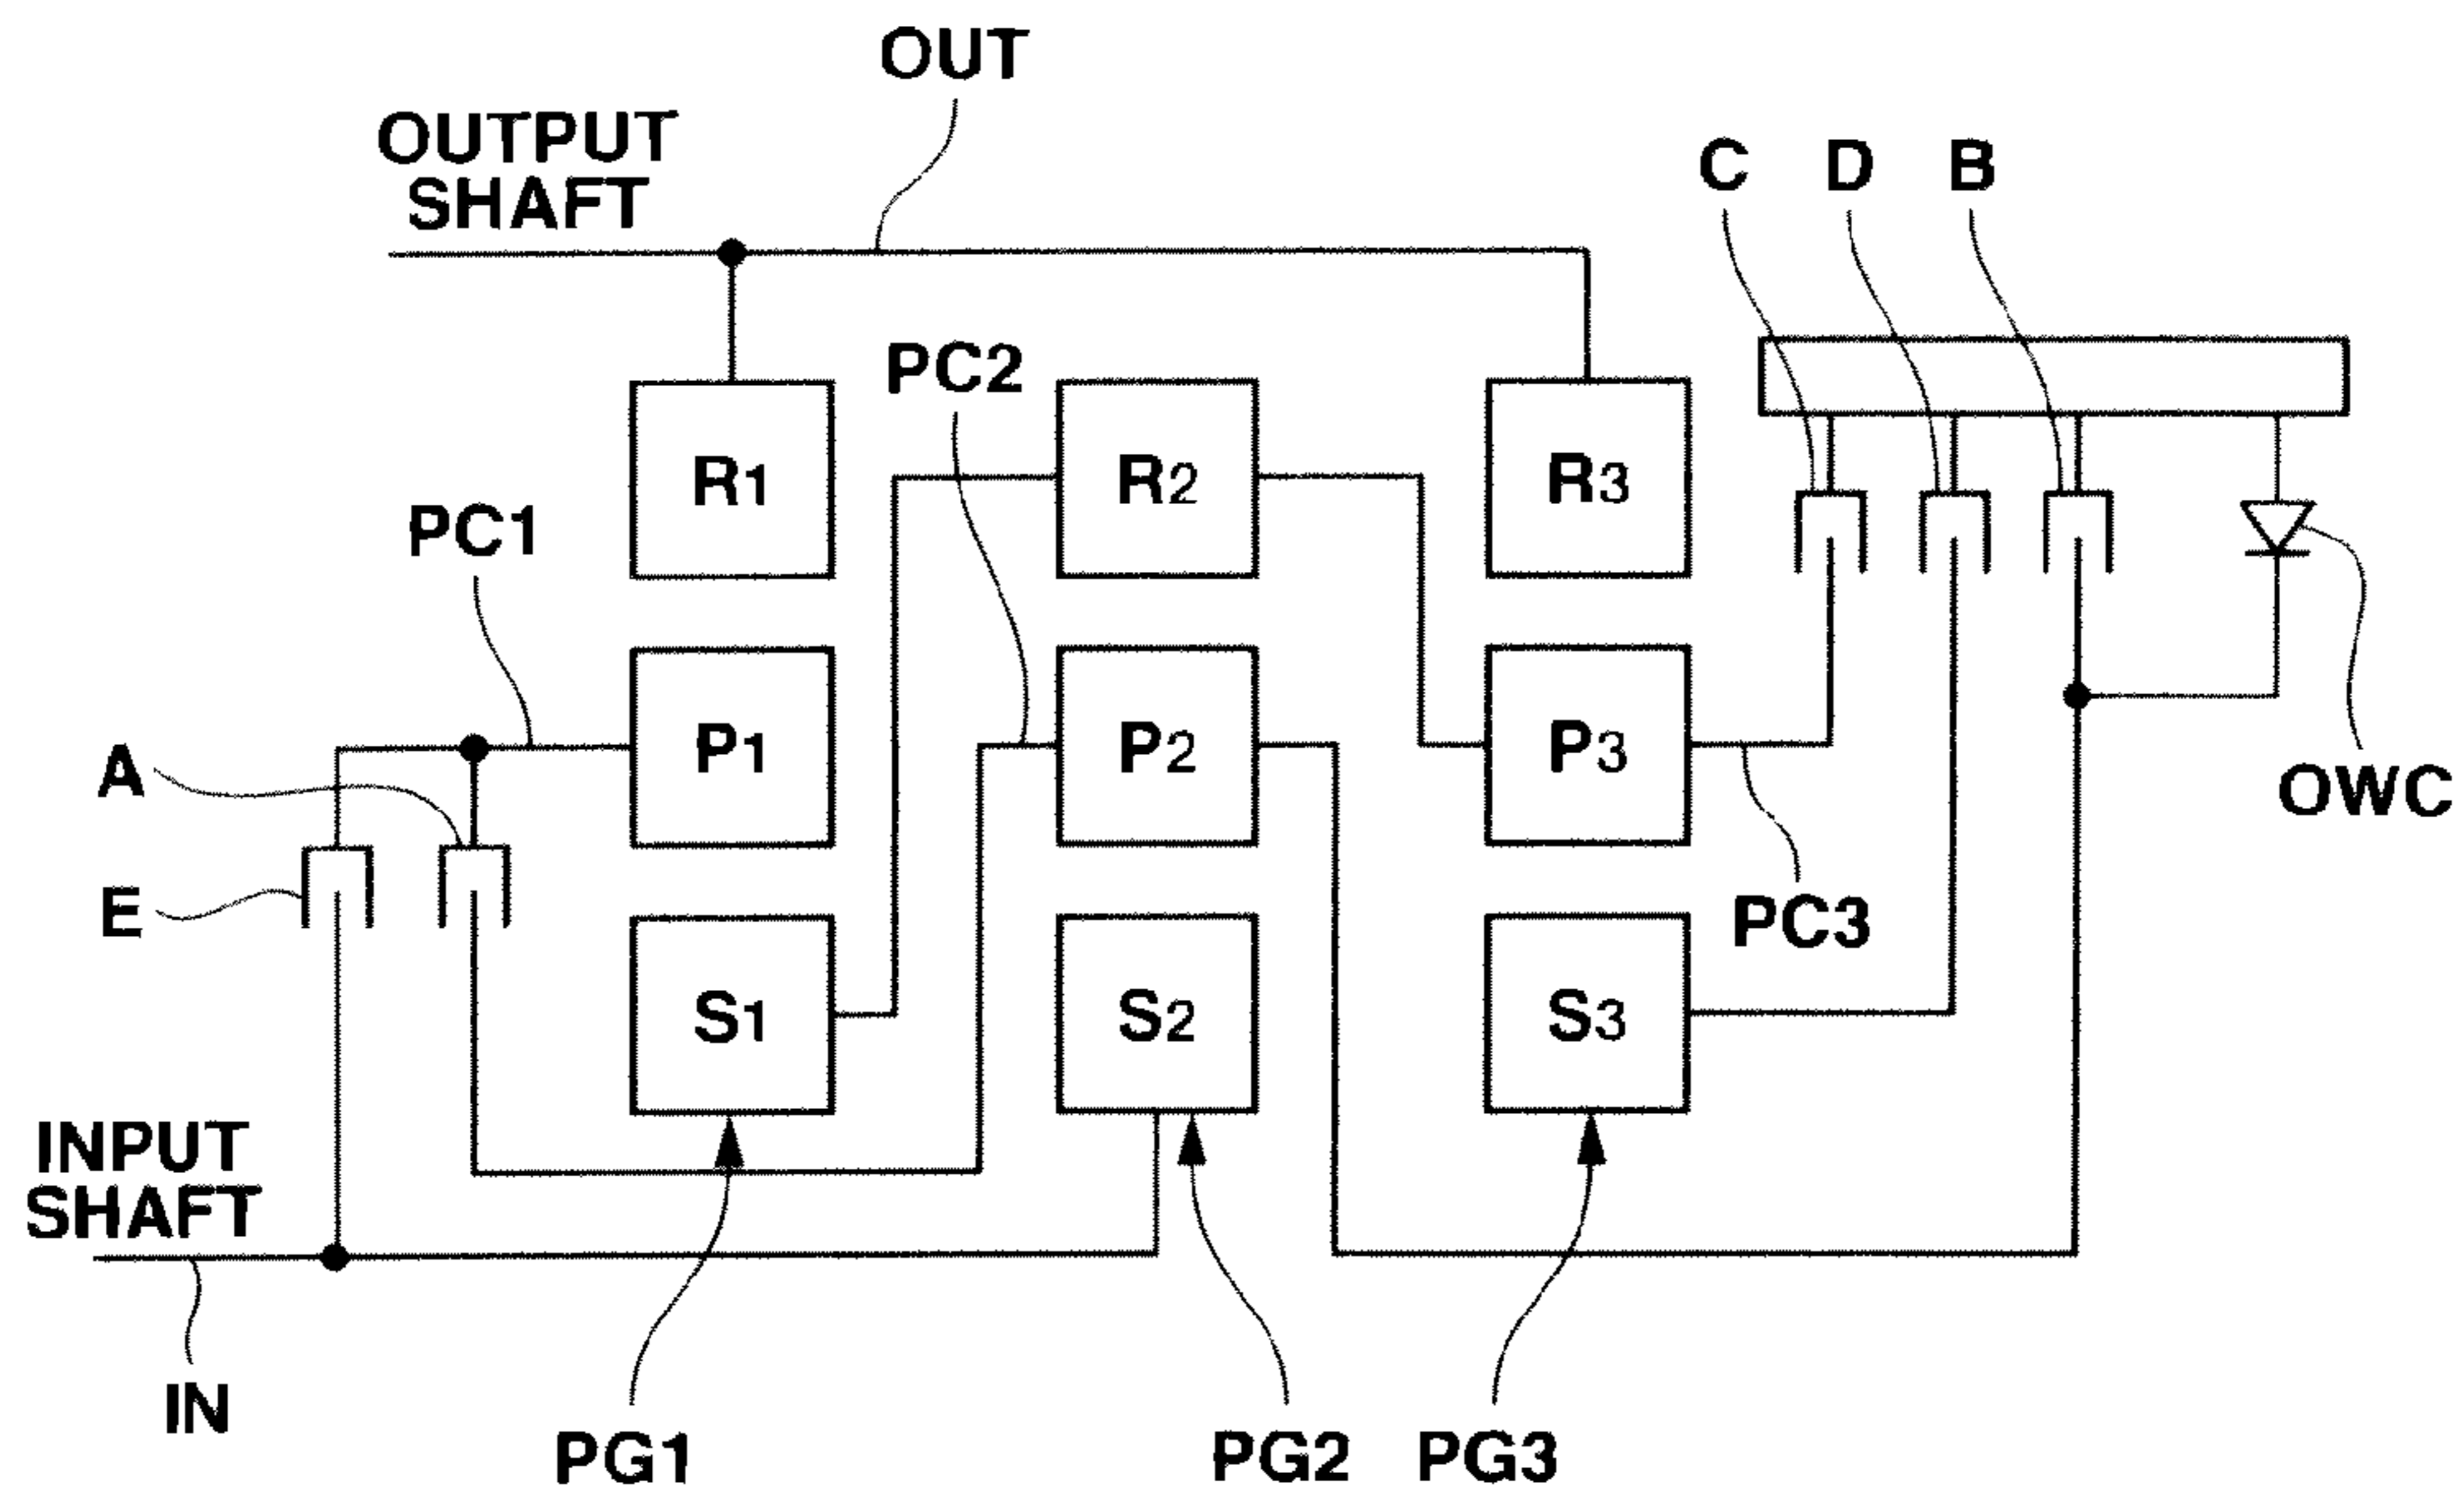 OUT
OUTPUT
SHAFT
C
D
B
PC2
R1
R2
R3
PC1
P1
P2
P3
A
OWC
E
PC3
S1
S2
S3
INPUT
SHAFT
IN
PG1
PG2
PG3